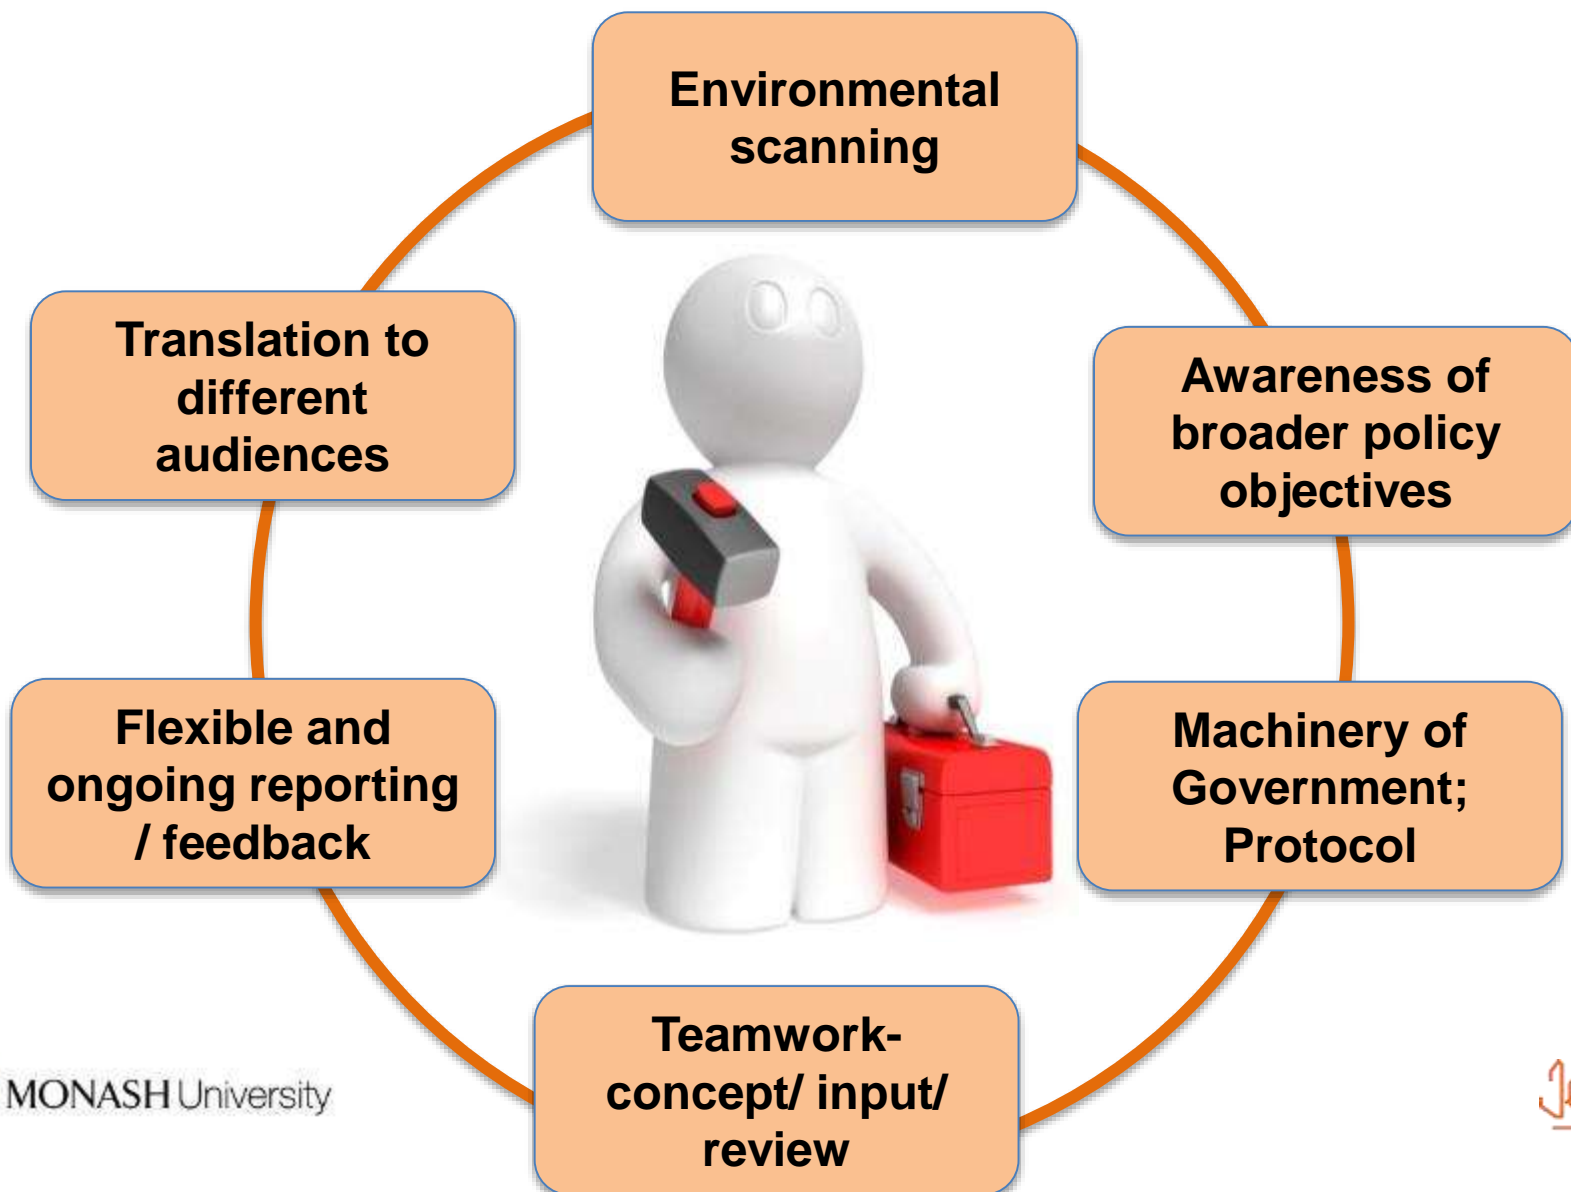 Environmental
scanning
Awareness of
broader policy
objectives
Machinery of
Government;
Protocol
Teamwork-
concept/ input/
review
Flexible and
ongoing reporting
/ feedback
Translation to
different
audiences
MONASH University